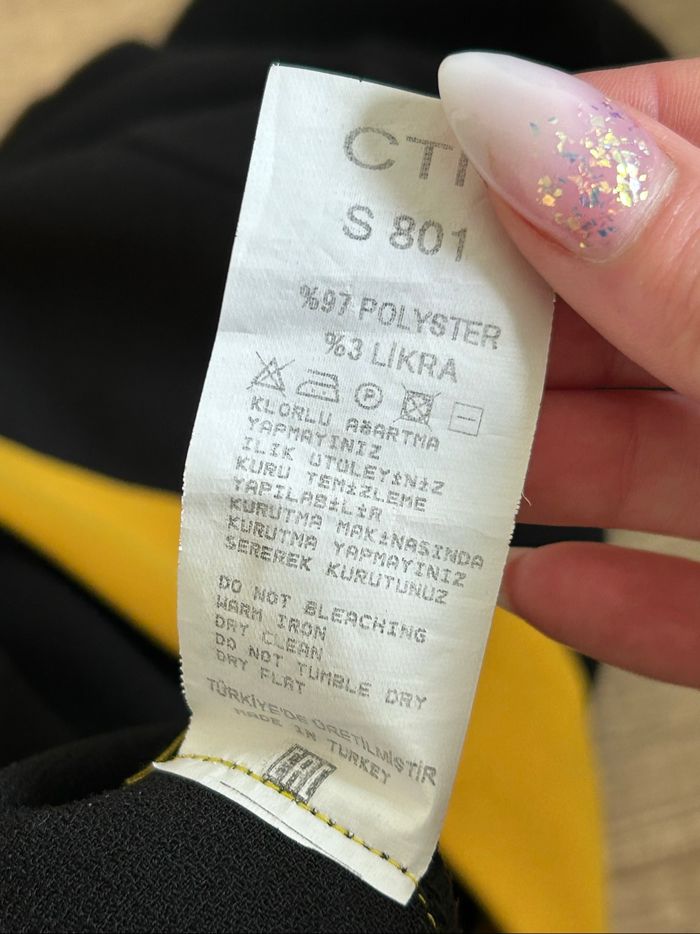 CTI
S 801
%97 POLYSTER
%3 LIKRA
P
KLORLU AĞARTMA
YAPMAYINIZ
ILIK ÜTÜLEYİNİZ
KURU TEMİZLEME
YAPILABİLİR
KURUTMA MAKİNASINDA
KURUTMA YAPMAYINIZ
SEREREK KURUTUNUZ
DO NOT BLEACHING
WARM IRON
DRY CLEAN
DO NOT TUMBLE DRY
DRY FLAT
TÜRKİYE'DE ÜRETİLMİŞTİR
MADE IN TURKEY
EAC